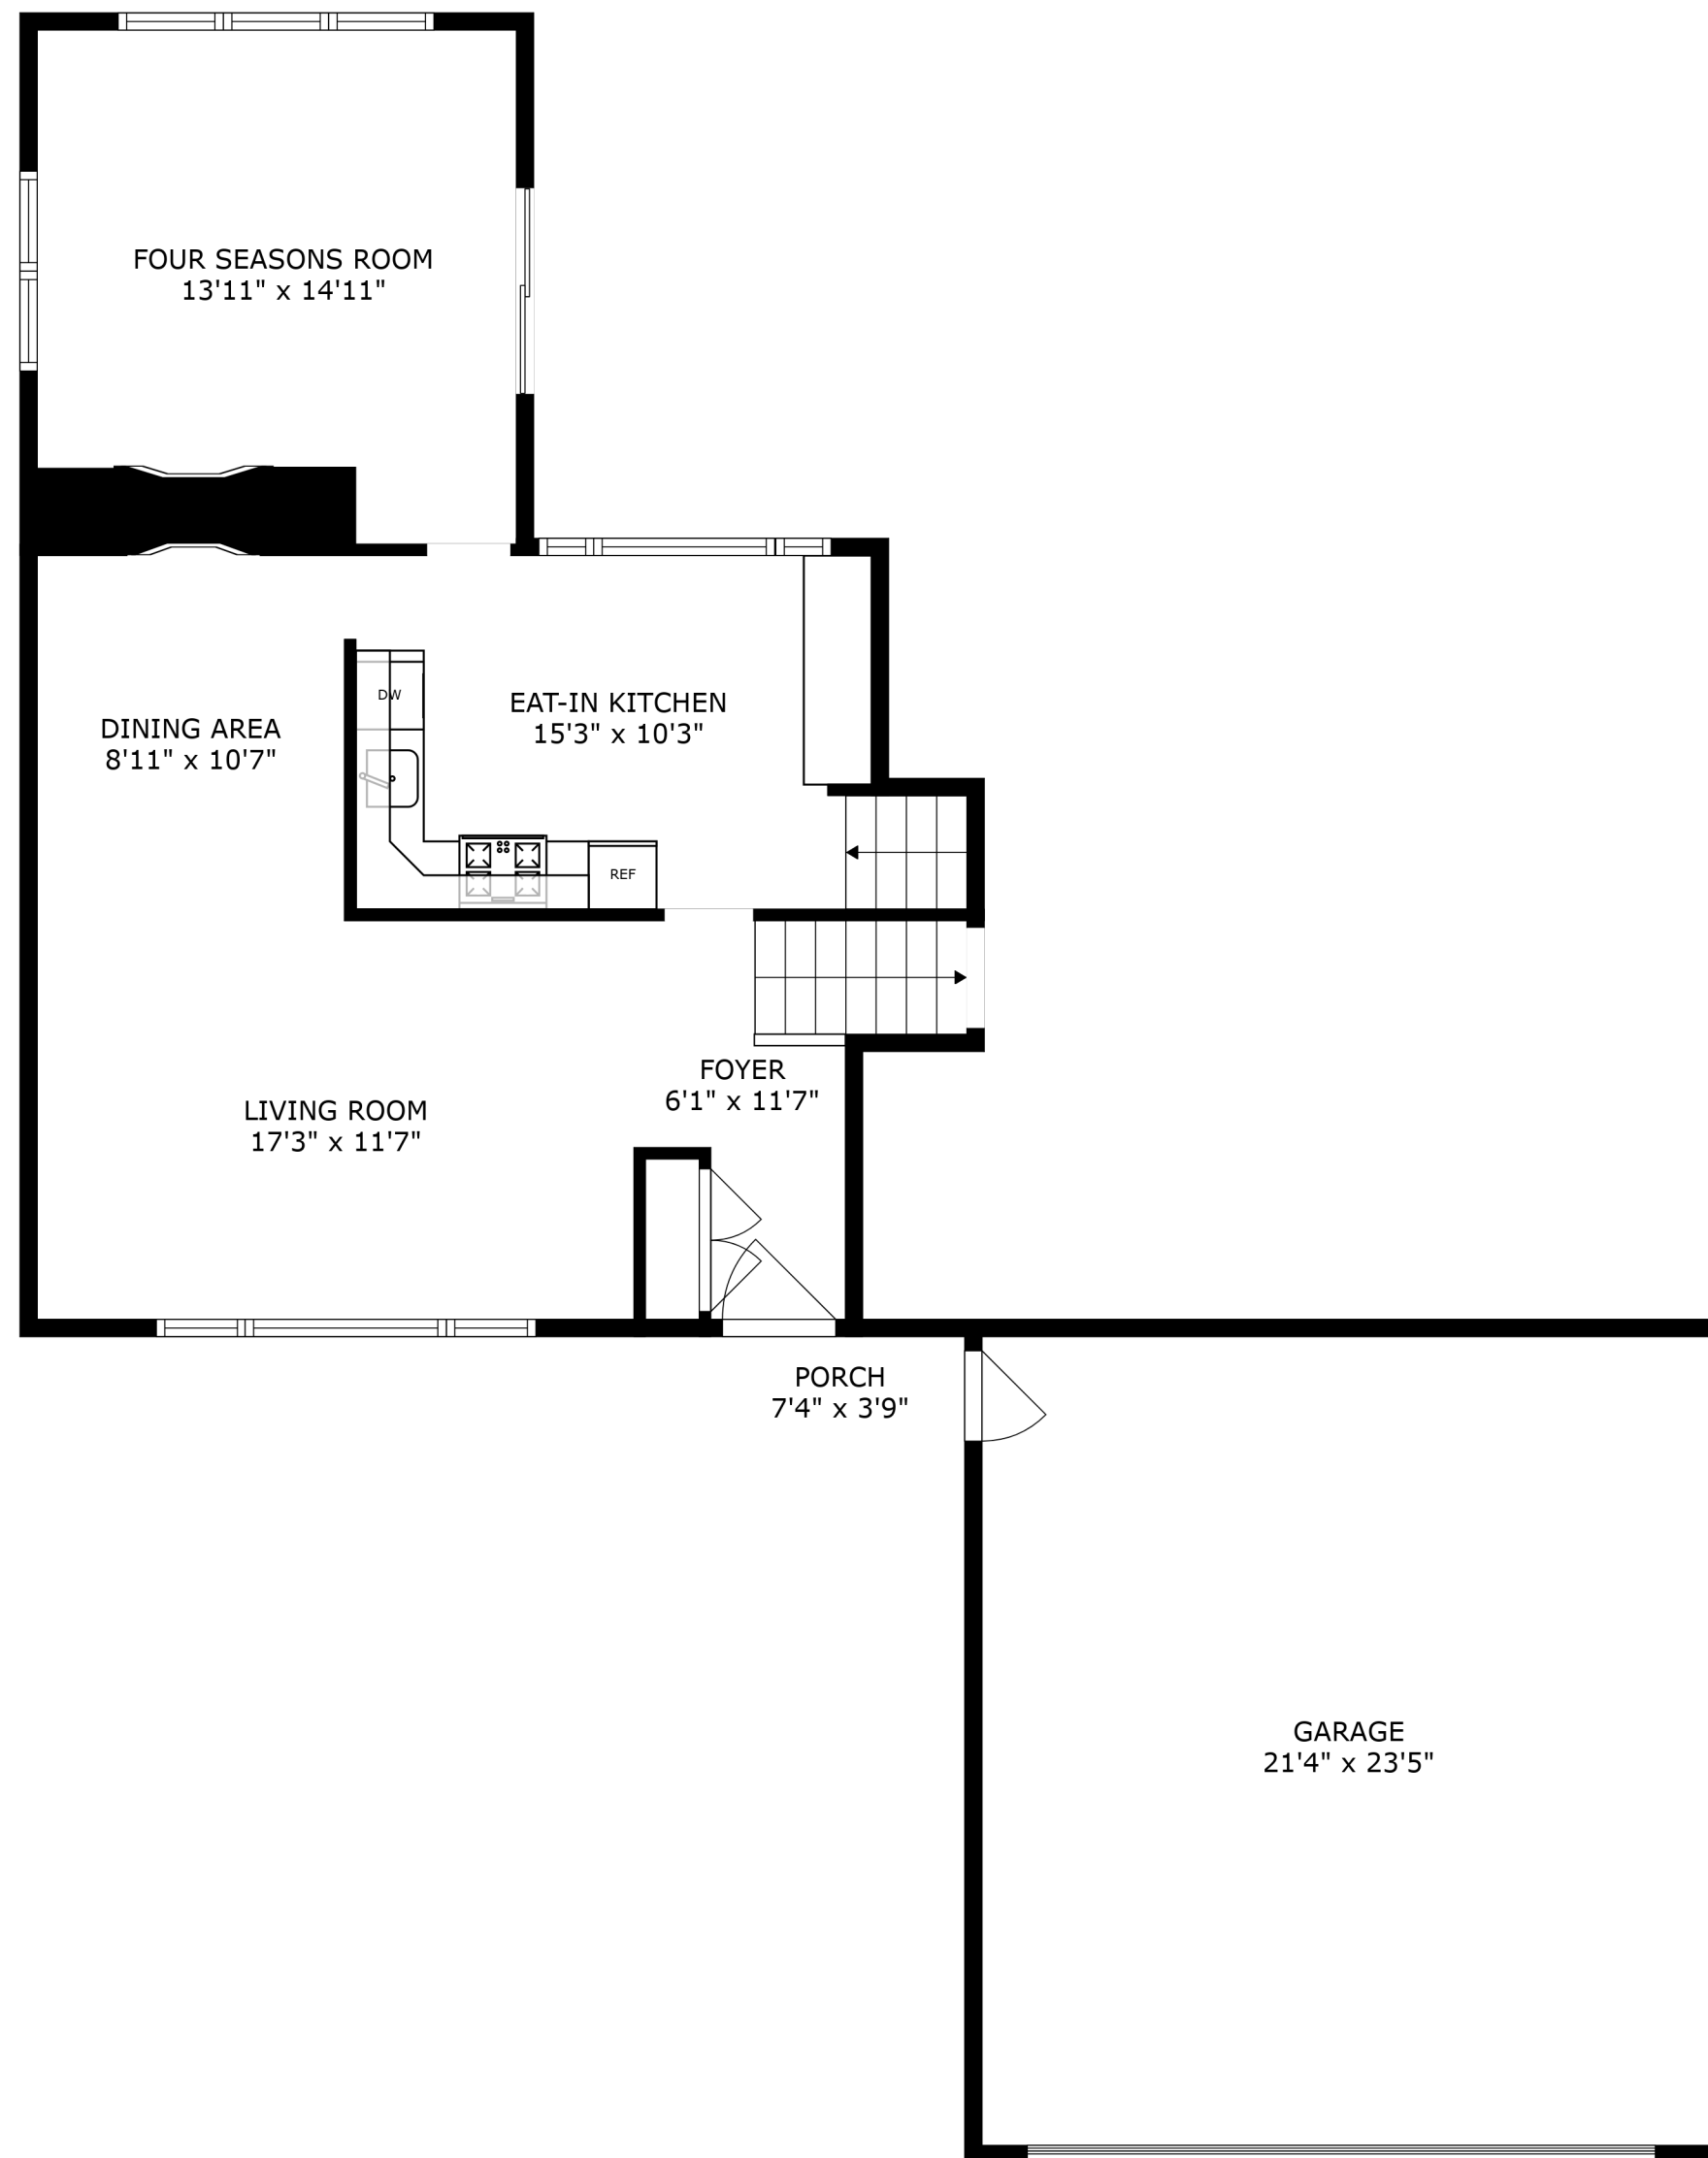 FOUR SEASONS ROOM
13'11" x 14'11"
EAT-IN KITCHEN
15'3" x 10'3"
DINING AREA
8'11" x 10'7"
DW
REF
FOYER
6'1" x 11'7"
LIVING ROOM
17'3" x 11'7"
PORCH
7'4" x 3'9"
GARAGE
21'4" x 23'5"